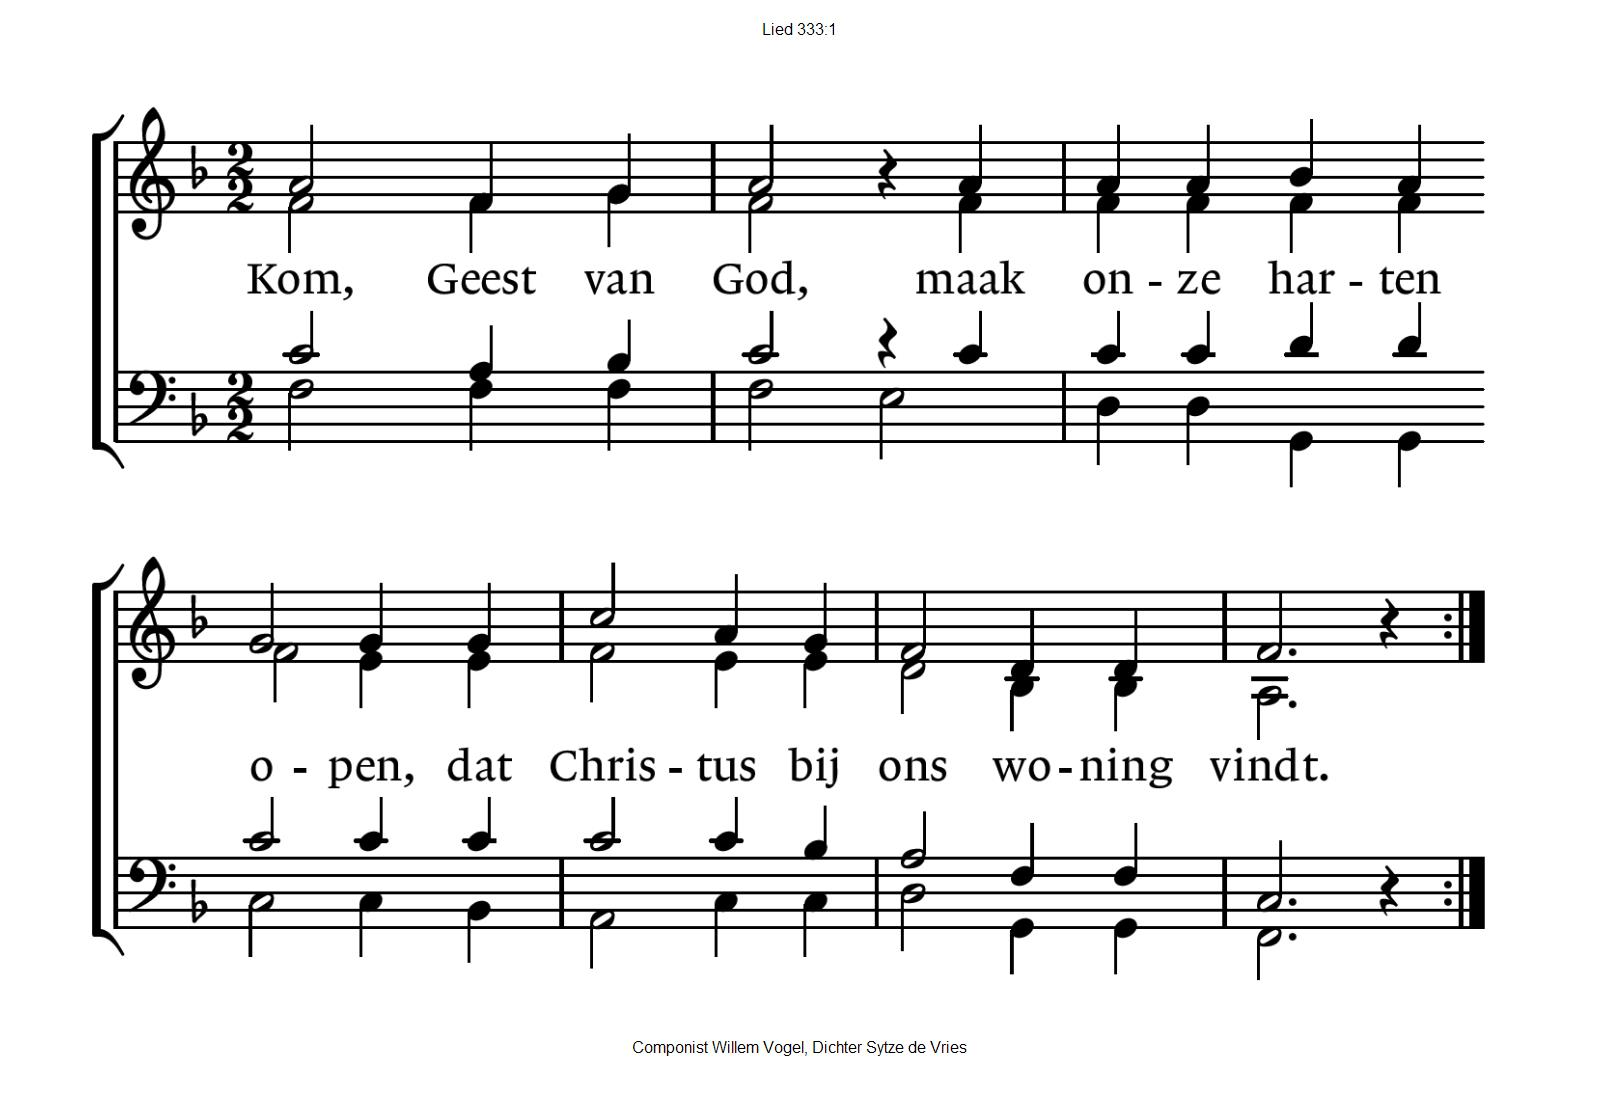 Lied 333:1
Kom, Geest van God, maak on - ze har - ten
o - pen, dat Chris - tus bij ons wo - ning vindt.
Componist Willem Vogel, Dichter Sytze de Vries